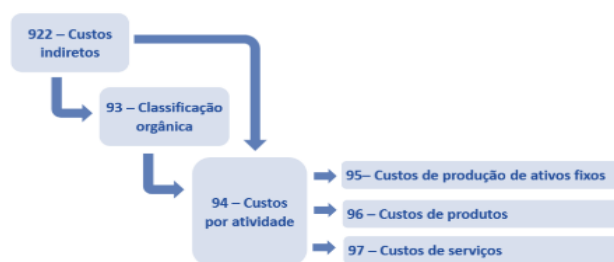 922 – Custos
indiretos
93 – Classificação
orgânica
94 – Custos
por atividade
95– Custos de produção de ativos fixos
96 – Custos de produtos
97 – Custos de serviços